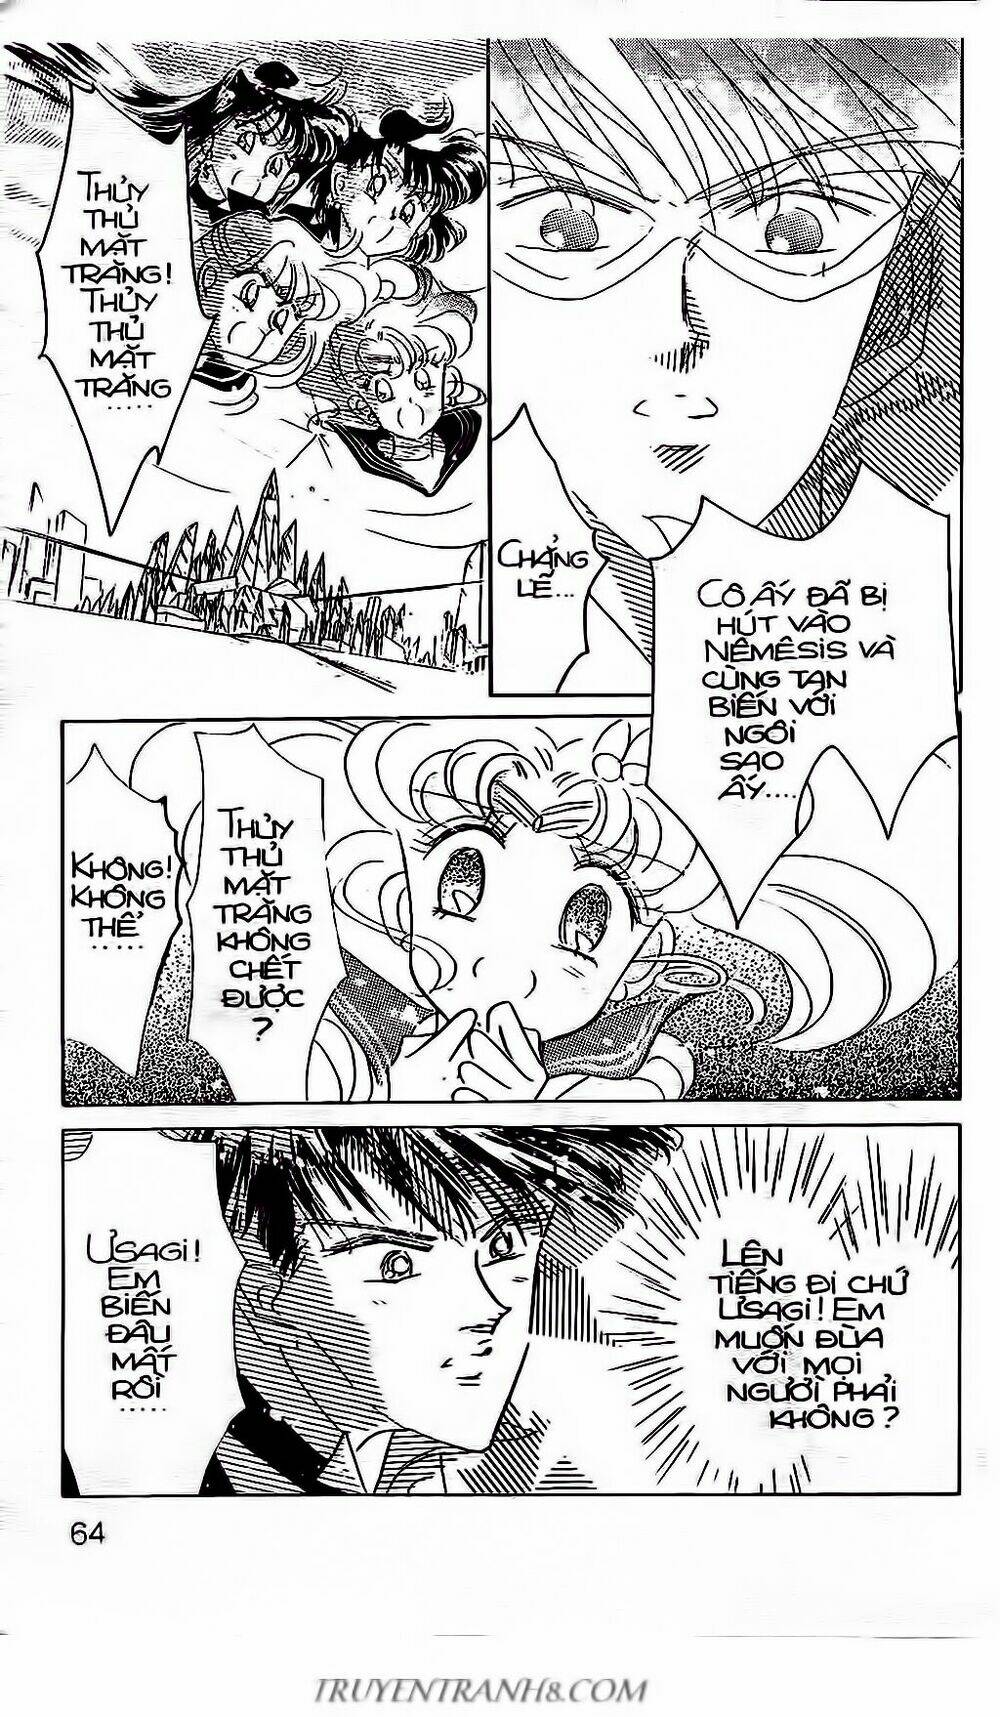 THỦY
THỦ
MẶT
TRĂNG!
THỦY
THỦ
MẶT
TRĂNG
.....
CHẲNG
LẼ...
CÔ ẤY ĐÃ BỊ
HÚT VÀO
NÊMÊSIS VÀ
CÙNG TAN
BIẾN VỚI
NGÔI
SAO
ẤY....
THỦY
THỦ
MẶT
TRĂNG
KHÔNG
CHẾT
ĐƯỢC
?
KHÔNG!
KHÔNG
THỂ
.....
ƯSAGI!
EM
BIẾN
ĐÂU
MẤT
RỒI
.....
LÊN
TIẾNG ĐI CHỨ
ƯSAGI! EM
MUỐN ĐÙA
VỚI MỌI
NGƯỜI PHẢI
KHÔNG?
64
TRUYENTRANH8.COM